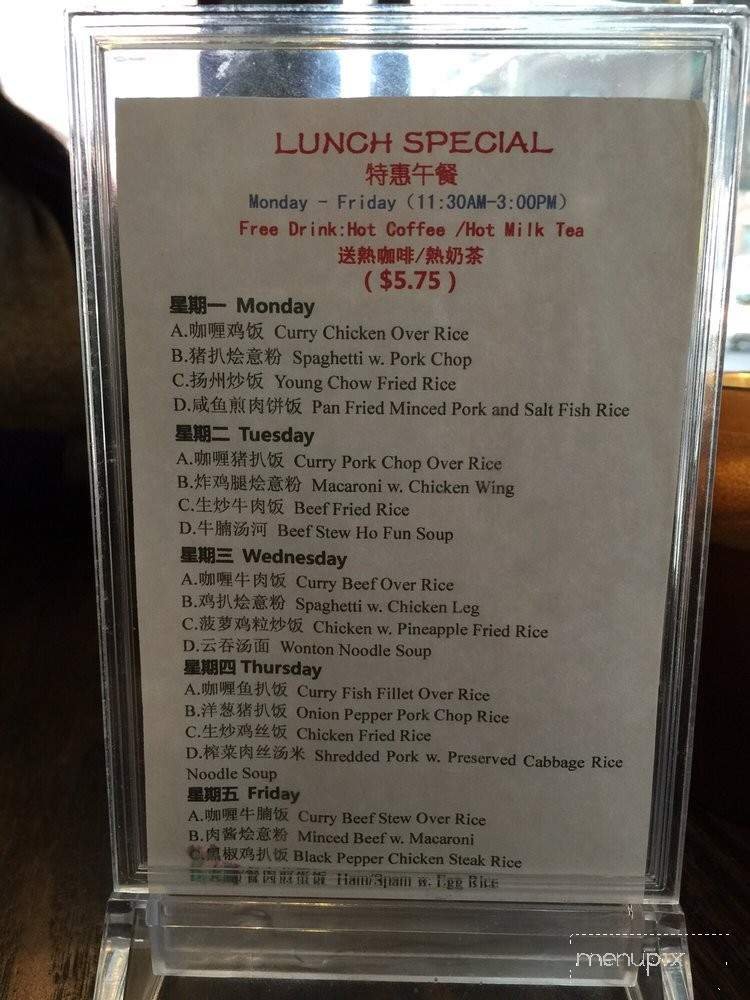 LUNCH SPECIAL
特惠午餐
Monday - Friday (11:30AM-3:00PM)
Free Drink:Hot Coffee /Hot Milk Tea
送熱咖啡/熱奶茶
( $5.75 )
星期一 Monday
A.咖喱鸡饭 Curry Chicken Over Rice
B.猪扒烩意粉 Spaghetti w. Pork Chop
C.扬州炒饭 Young Chow Fried Rice
D.咸鱼煎肉饼饭 Pan Fried Minced Pork and Salt Fish Rice
星期二 Tuesday
A.咖喱猪扒饭 Curry Pork Chop Over Rice
B.炸鸡腿烩意粉 Macaroni w. Chicken Wing
C.生炒牛肉饭 Beef Fried Rice
D.牛腩汤河 Beef Stew Ho Fun Soup
星期三 Wednesday
A.咖喱牛肉饭 Curry Beef Over Rice
B.鸡扒烩意粉 Spaghetti w. Chicken Leg
C.菠萝鸡粒炒饭 Chicken w. Pineapple Fried Rice
D.云吞汤面 Wonton Noodle Soup
星期四 Thursday
A.咖喱鱼扒饭 Curry Fish Fillet Over Rice
B.洋葱猪扒饭 Onion Pepper Pork Chop Rice
C.生炒鸡丝饭 Chicken Fried Rice
D.榨菜肉丝汤米 Shredded Pork w. Preserved Cabbage Rice
Noodle Soup
星期五 Friday
A.咖喱牛腩饭 Curry Beef Stew Over Rice
B.肉酱烩意粉 Minced Beef w. Macaroni
C.黑椒鸡扒饭 Black Pepper Chicken Steak Rice
餐肉煎蛋饭 Ham/Spam w. Egg Rice
menupix